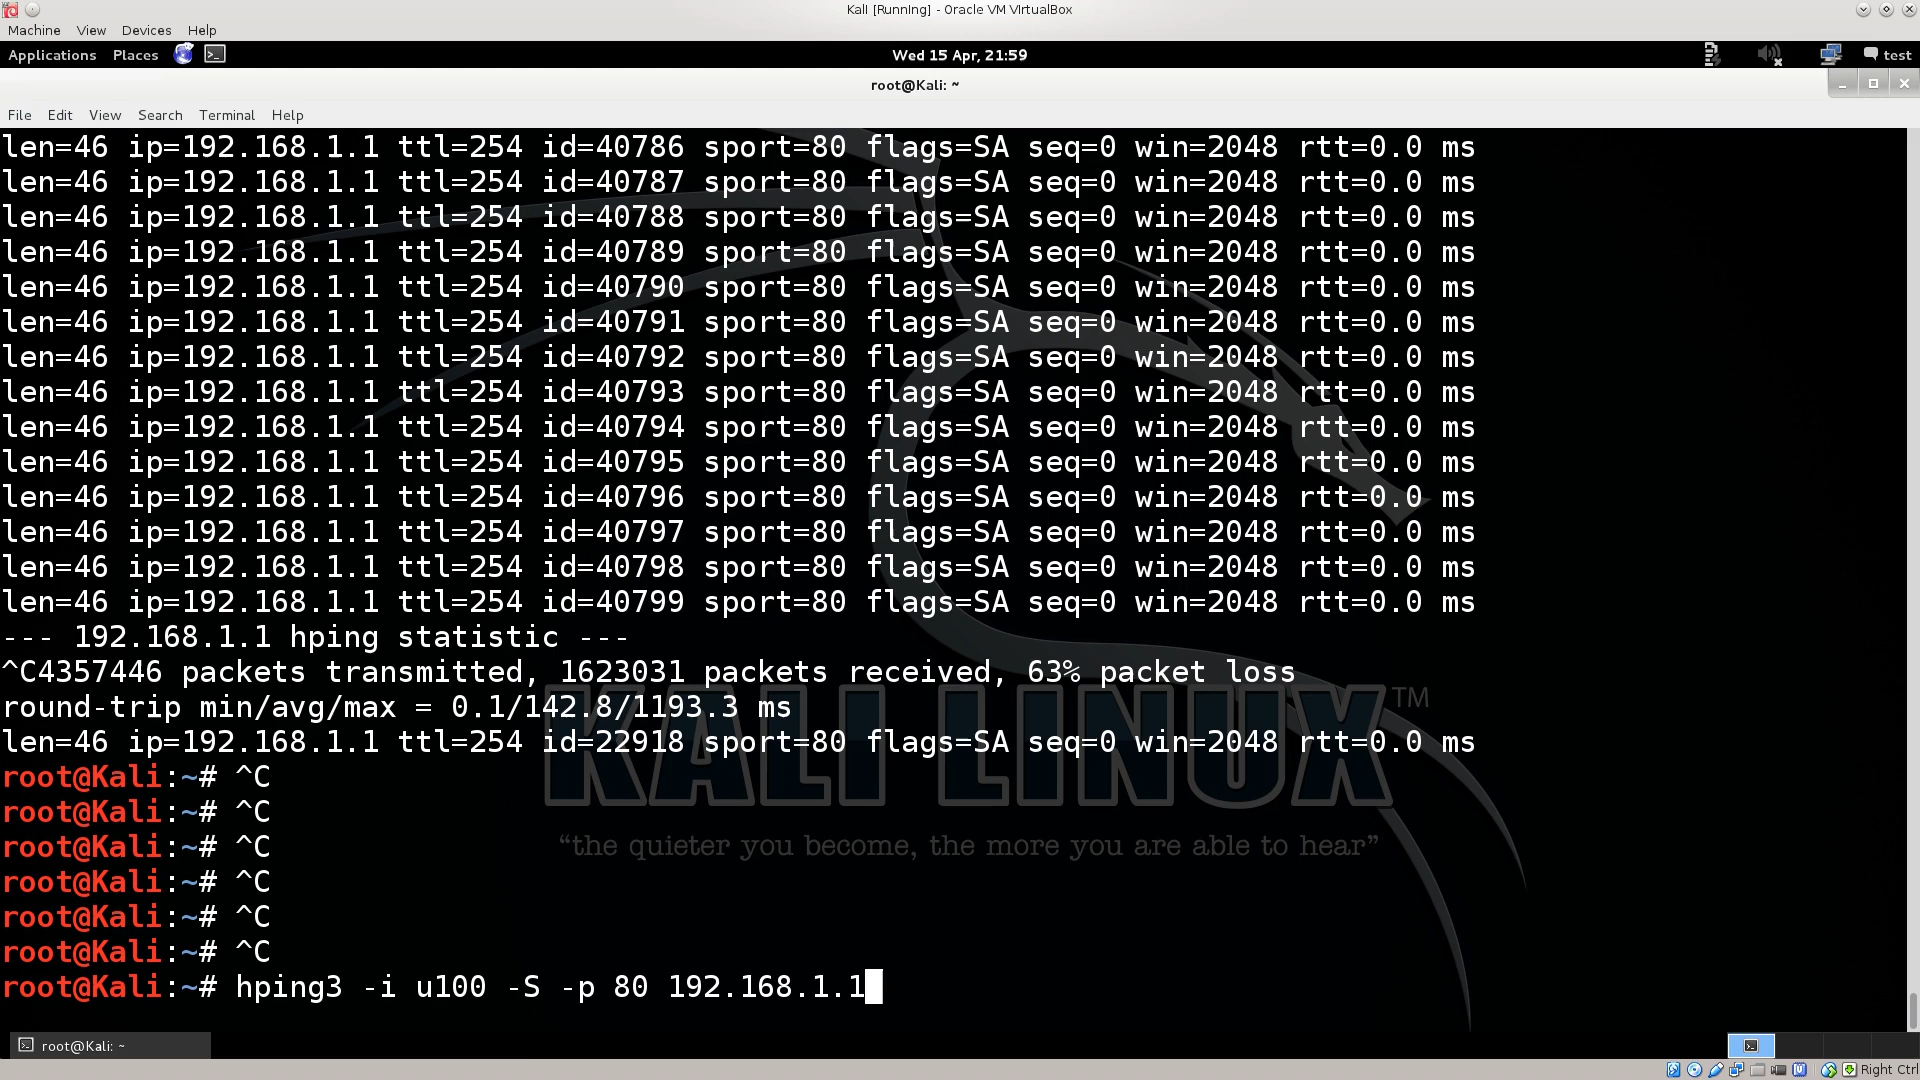 Kali [Running] - Oracle VM VirtualBox
Machine View Devices Help
Applications Places Wed 15 Apr, 21:59 test
root@Kali: ~
File Edit View Search Terminal Help
len=46 ip=192.168.1.1 ttl=254 id=40786 sport=80 flags=SA seq=0 win=2048 rtt=0.0 ms
len=46 ip=192.168.1.1 ttl=254 id=40787 sport=80 flags=SA seq=0 win=2048 rtt=0.0 ms
len=46 ip=192.168.1.1 ttl=254 id=40788 sport=80 flags=SA seq=0 win=2048 rtt=0.0 ms
len=46 ip=192.168.1.1 ttl=254 id=40789 sport=80 flags=SA seq=0 win=2048 rtt=0.0 ms
len=46 ip=192.168.1.1 ttl=254 id=40790 sport=80 flags=SA seq=0 win=2048 rtt=0.0 ms
len=46 ip=192.168.1.1 ttl=254 id=40791 sport=80 flags=SA seq=0 win=2048 rtt=0.0 ms
len=46 ip=192.168.1.1 ttl=254 id=40792 sport=80 flags=SA seq=0 win=2048 rtt=0.0 ms
len=46 ip=192.168.1.1 ttl=254 id=40793 sport=80 flags=SA seq=0 win=2048 rtt=0.0 ms
len=46 ip=192.168.1.1 ttl=254 id=40794 sport=80 flags=SA seq=0 win=2048 rtt=0.0 ms
len=46 ip=192.168.1.1 ttl=254 id=40795 sport=80 flags=SA seq=0 win=2048 rtt=0.0 ms
len=46 ip=192.168.1.1 ttl=254 id=40796 sport=80 flags=SA seq=0 win=2048 rtt=0.0 ms
len=46 ip=192.168.1.1 ttl=254 id=40797 sport=80 flags=SA seq=0 win=2048 rtt=0.0 ms
len=46 ip=192.168.1.1 ttl=254 id=40798 sport=80 flags=SA seq=0 win=2048 rtt=0.0 ms
len=46 ip=192.168.1.1 ttl=254 id=40799 sport=80 flags=SA seq=0 win=2048 rtt=0.0 ms
--- 192.168.1.1 hping statistic ---
^C4357446 packets transmitted, 1623031 packets received, 63% packet loss
round-trip min/avg/max = 0.1/142.8/1193.3 ms
len=46 ip=192.168.1.1 ttl=254 id=22918 sport=80 flags=SA seq=0 win=2048 rtt=0.0 ms
KALI LINUX™
root@Kali:~# ^C
root@Kali:~# ^C
root@Kali:~# ^C
“the quieter you become, the more you are able to hear”
root@Kali:~# ^C
root@Kali:~# ^C
root@Kali:~# ^C
root@Kali:~# hping3 -i u100 -S -p 80 192.168.1.1
root@Kali: ~
Right Ctrl